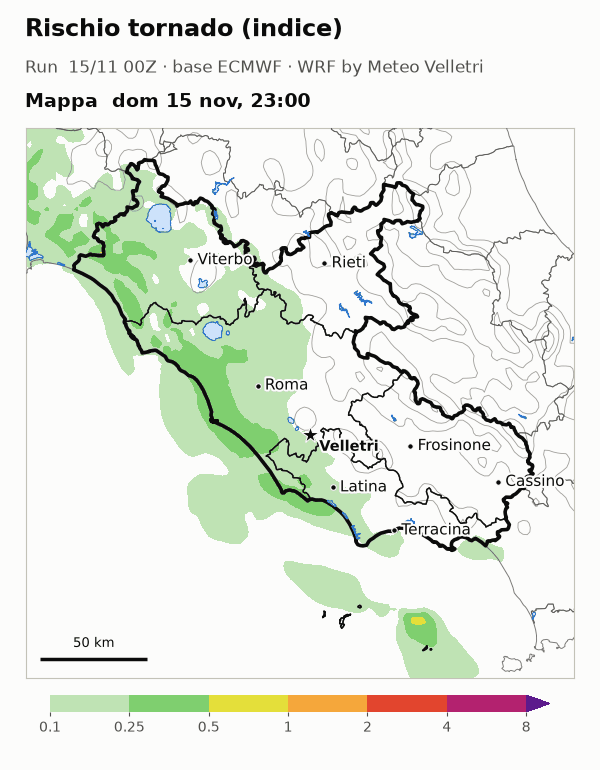 Rischio tornado (indice)
Run  15/11 00Z · base ECMWF · WRF by Meteo Velletri
Mappa  dom 15 nov, 23:00
Viterbo
Rieti
Roma
Velletri
Frosinone
Cassino
Latina
Terracina
50 km
0.1 0.25 0.5 1 2 4 8